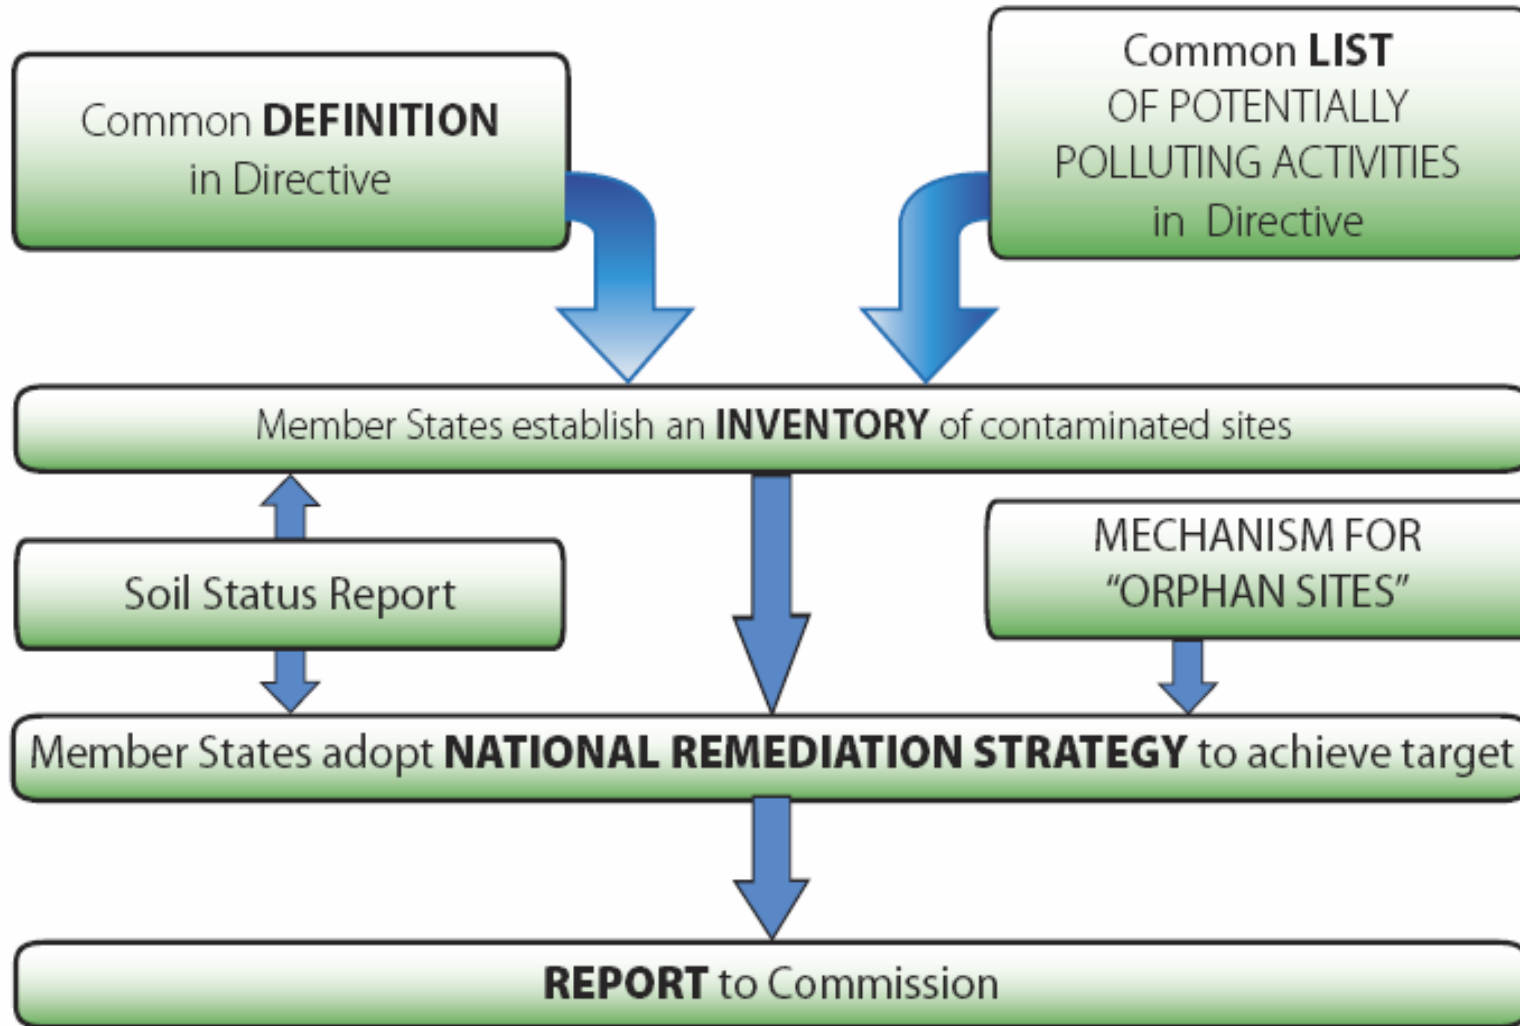 Common DEFINITION
in Directive
Common LIST
OF POTENTIALLY
POLLUTING ACTIVITIES
in Directive
Member States establish an INVENTORY of contaminated sites
Soil Status Report
MECHANISM FOR
“ORPHAN SITES”
Member States adopt NATIONAL REMEDIATION STRATEGY to achieve target
REPORT to Commission